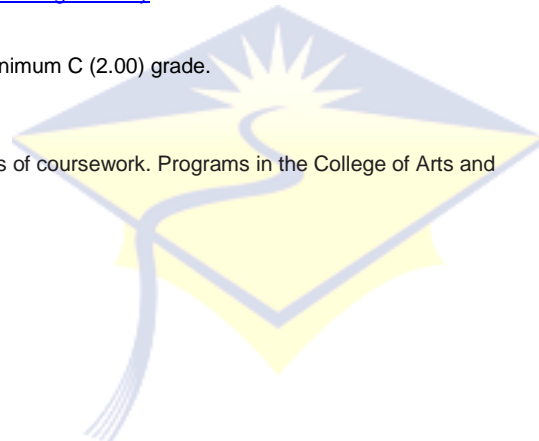 nimum C (2.00) grade.
s of coursework. Programs in the College of Arts and